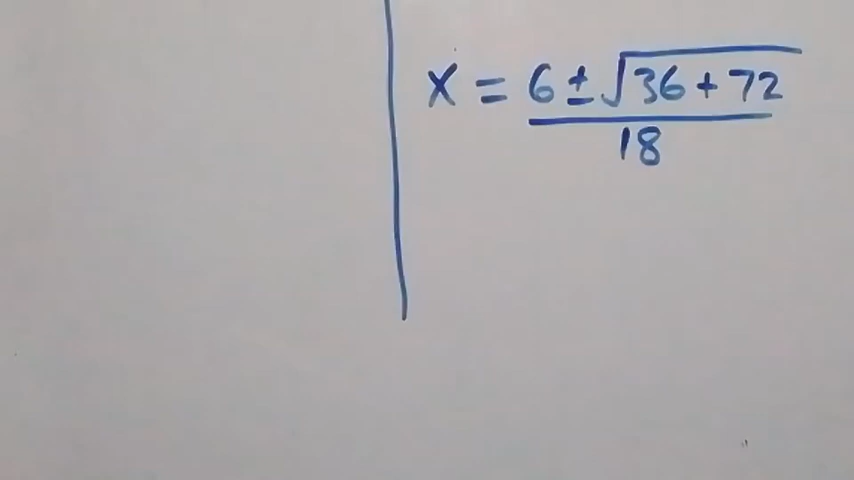 x = 6 ± √36 + 72
18